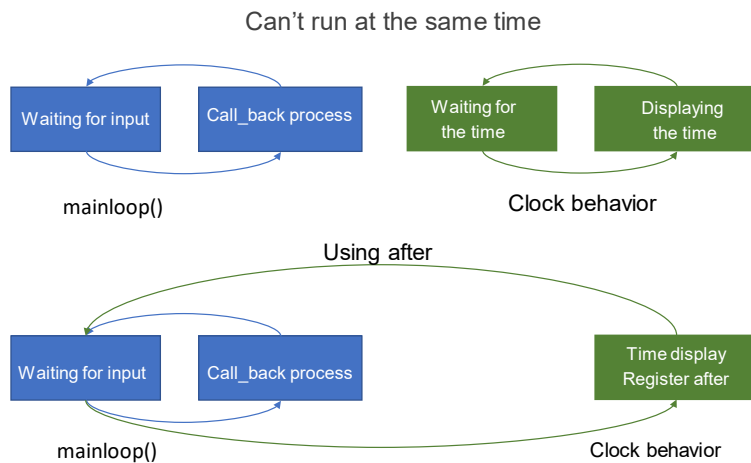 Can't run at the same time
Waiting for input
Call_back process
Waiting for
the time
Displaying
the time
mainloop()
Clock behavior
Using after
Waiting for input
Call_back process
Time display
Register after
mainloop()
Clock behavior